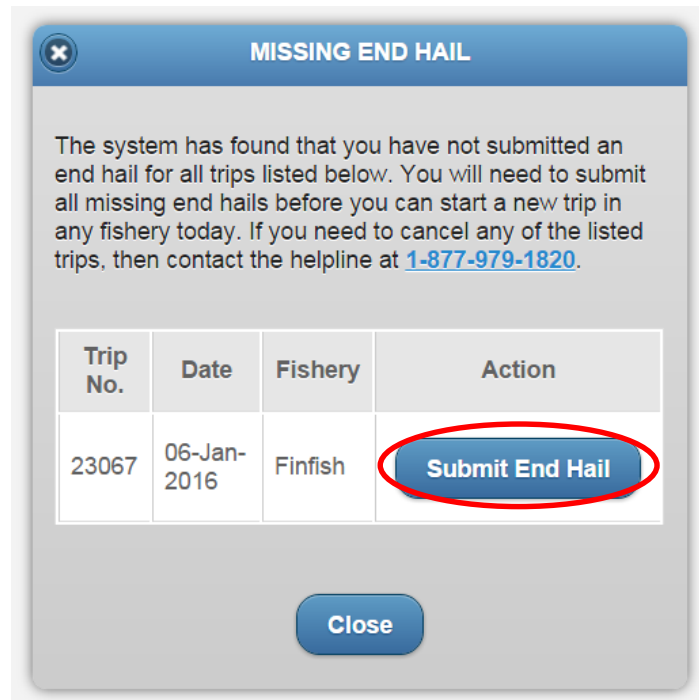 MISSING END HAIL
The system has found that you have not submitted an
end hail for all trips listed below. You will need to submit
all missing end hails before you can start a new trip in
any fishery today. If you need to cancel any of the listed
trips, then contact the helpline at 1-877-979-1820.
Trip No. Date Fishery Action
23067 06-Jan-2016 Finfish Submit End Hail
Close